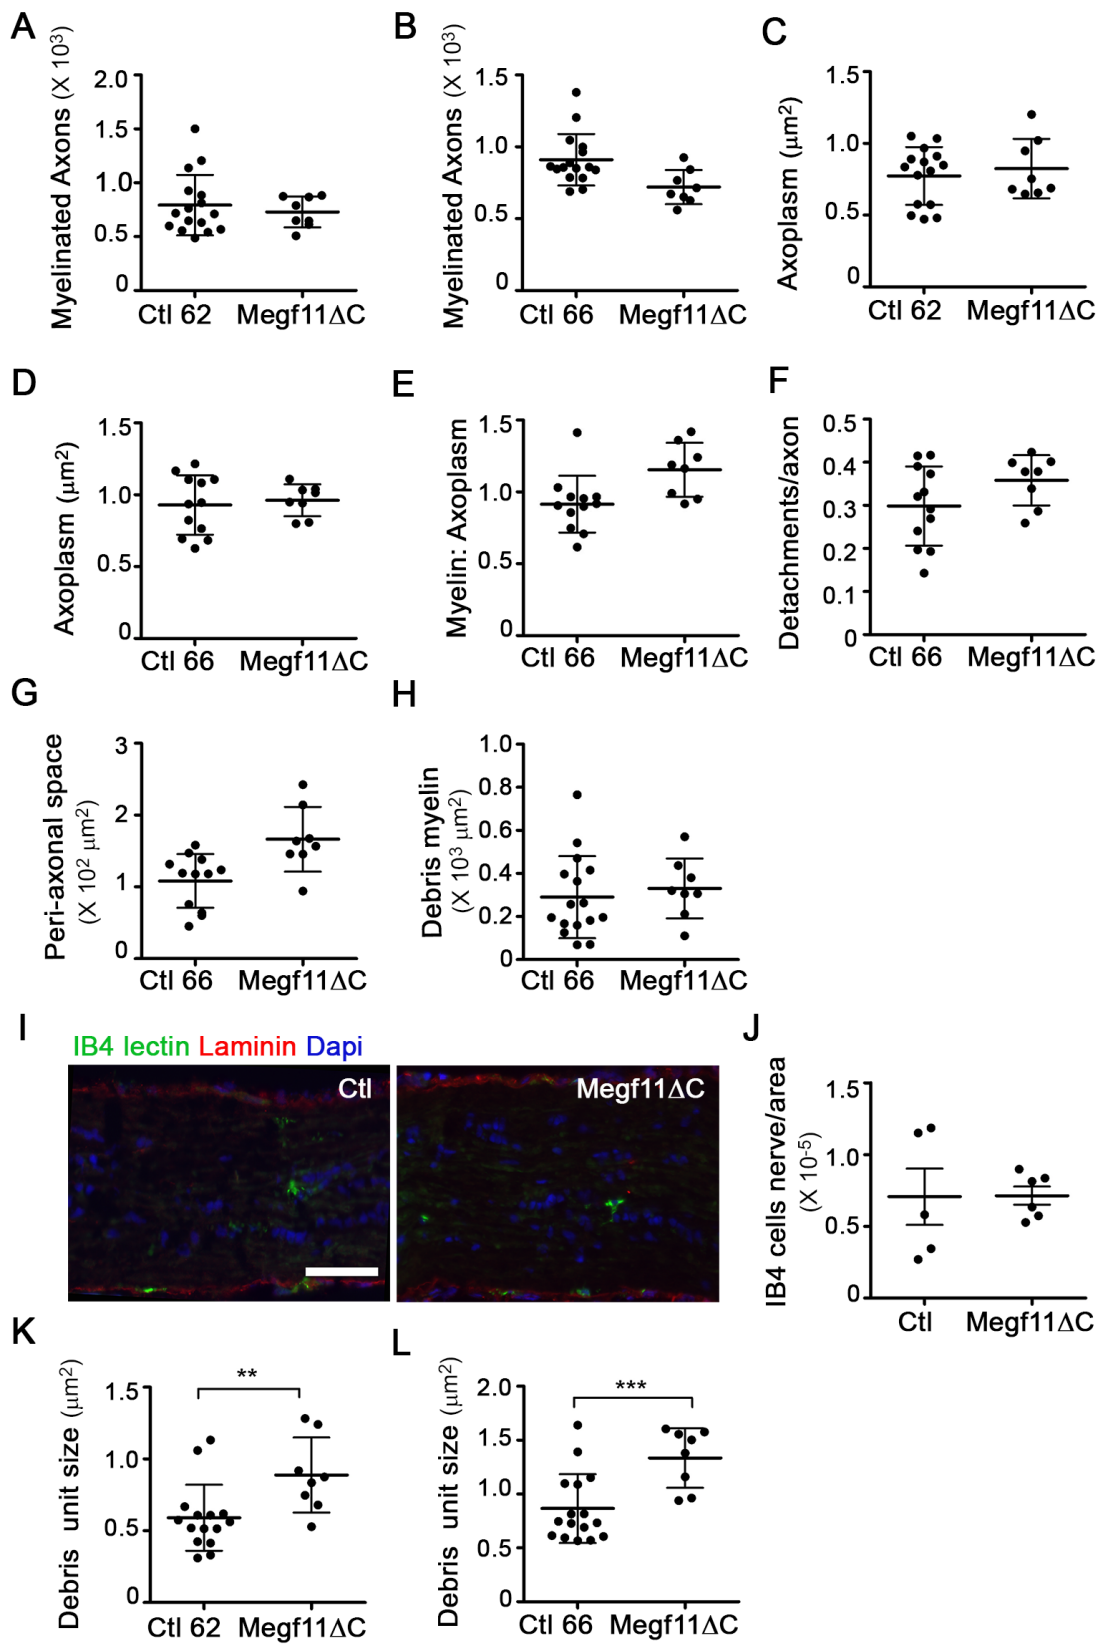 A
Myelinated Axons (X 10³)
2.0
1.5
1.0
0.5
0
Ctl 62
Megf11ΔC
B
Myelinated Axons (X 10³)
1.5
1.0
0.5
0
Ctl 66
Megf11ΔC
C
Axoplasm (μm²)
1.5
1.0
0.5
0
Ctl 62
Megf11ΔC
D
Axoplasm (μm²)
1.5
1.0
0.5
0
Ctl 66
Megf11ΔC
E
Myelin: Axoplasm
1.5
1.0
0.5
0
Ctl 66
Megf11ΔC
F
Detachments/axon
0.5
0.4
0.3
0.2
0.1
0
Ctl 66
Megf11ΔC
G
Peri-axonal space
(X 10² μm²)
3
2
1
0
Ctl 66
Megf11ΔC
H
Debris myelin
(X 10³ μm²)
1.0
0.8
0.6
0.4
0.2
0
Ctl 66
Megf11ΔC
I
IB4 lectin Laminin Dapi
Ctl
Megf11ΔC
J
IB4 cells nerve/area
(X 10⁻⁵)
1.5
1.0
0.5
0
Ctl
Megf11ΔC
K
Debris unit size (μm²)
1.5
1.0
0.5
0
**
Ctl 62
Megf11ΔC
L
Debris unit size (μm²)
2.0
1.5
1.0
0.5
0
***
Ctl 66
Megf11ΔC